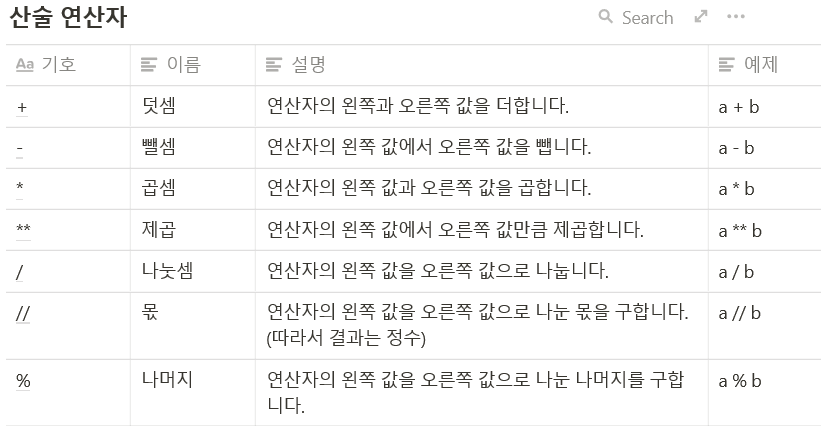 산술 연산자 Search
Aa 기호 이름 설명 예제
+ 덧셈 연산자의 왼쪽과 오른쪽 값을 더합니다. a + b
- 뺄셈 연산자의 왼쪽 값에서 오른쪽 값을 뺍니다. a - b
* 곱셈 연산자의 왼쪽 값과 오른쪽 값을 곱합니다. a * b
** 제곱 연산자의 왼쪽 값에서 오른쪽 값만큼 제곱합니다. a ** b
/ 나눗셈 연산자의 왼쪽 값을 오른쪽 값으로 나눕니다. a / b
// 몫 연산자의 왼쪽 값을 오른쪽 값으로 나눈 몫을 구합니다. a // b
(따라서 결과는 정수)
% 나머지 연산자의 왼쪽 값을 오른쪽 값으로 나눈 나머지를 구합 a % b
니다.